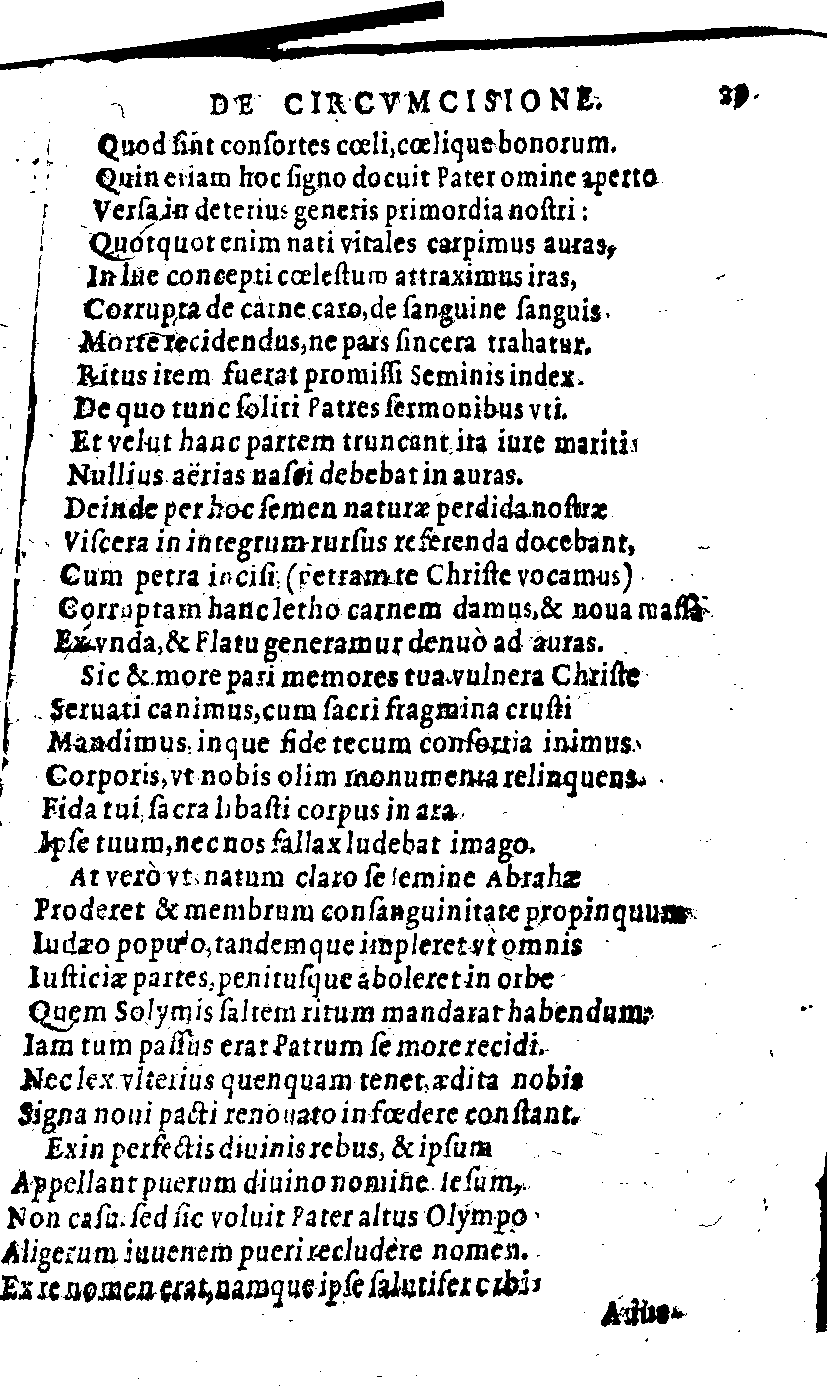 DE CIRCVMCISIONE. 29.
Quod ſint conſortes cœli, cœlique bonorum.
Quin etiam hoc ſigno docuit Pater omine aperto
Verſa in deterius generis primordia noſtri:
Quotquot enim nati vitales carpimus auras,
In lue concepti cœleſtum attraximus iras,
Corrupta de carne caro, de ſanguine ſanguis.
Morte recidendus, ne pars ſincera trahatur.
Ritus item fuerat promiſſi Seminis index.
De quo tunc ſoliti Patres ſermonibus vti.
Et velut hanc partem truncant, ita iure mariti
Nullius aërias naſci debebat in auras.
Deinde per hoc ſemen naturæ perdida noſtræ
Viſcera in integrum rurſus referenda docebant,
Cum petra inciſi, (Petram te Chriſte vocamus)
Corruptam hanc letho carnem damus, & noua maſſa
Ex vnda, & Flatu generamur denuò ad auras.
Sic & more pari memores tua vulnera Chriſte
Seruati canimus, cum ſacri fragmina cruſti
Mandimus, inque fide tecum conſortia inimus.
Corporis, vt nobis olim monumenta relinquens.
Fida tui, ſacra libaſti corpus in ara
Ipſe tuum, nec nos fallax ludebat imago.
At verò vt natum claro ſe ſemine Abrahæ
Proderet & membrum conſanguinitate propinquum
Iudæo populo, tandemque impleret vt omnis
Iuſticiæ partes, penituſque aboleret in orbe
Quem Solymis ſaltem ritum mandarat habendum,
Iam tum paſſus erat Patrum ſe more recidi.
Nec lex vlterius quenquam tenet, ædita nobis
Signa noui pacti renouato in fœdere conſtant.
Exin perfectis diuinis rebus, & ipſum
Appellant puerum diuino nomine Ieſum,
Non caſu. ſed ſic voluit Pater altus Olympo
Aligerum iuuenem pueri recludère nomen.
Ex re nomen erat, namque ipſe ſalutifer orbis